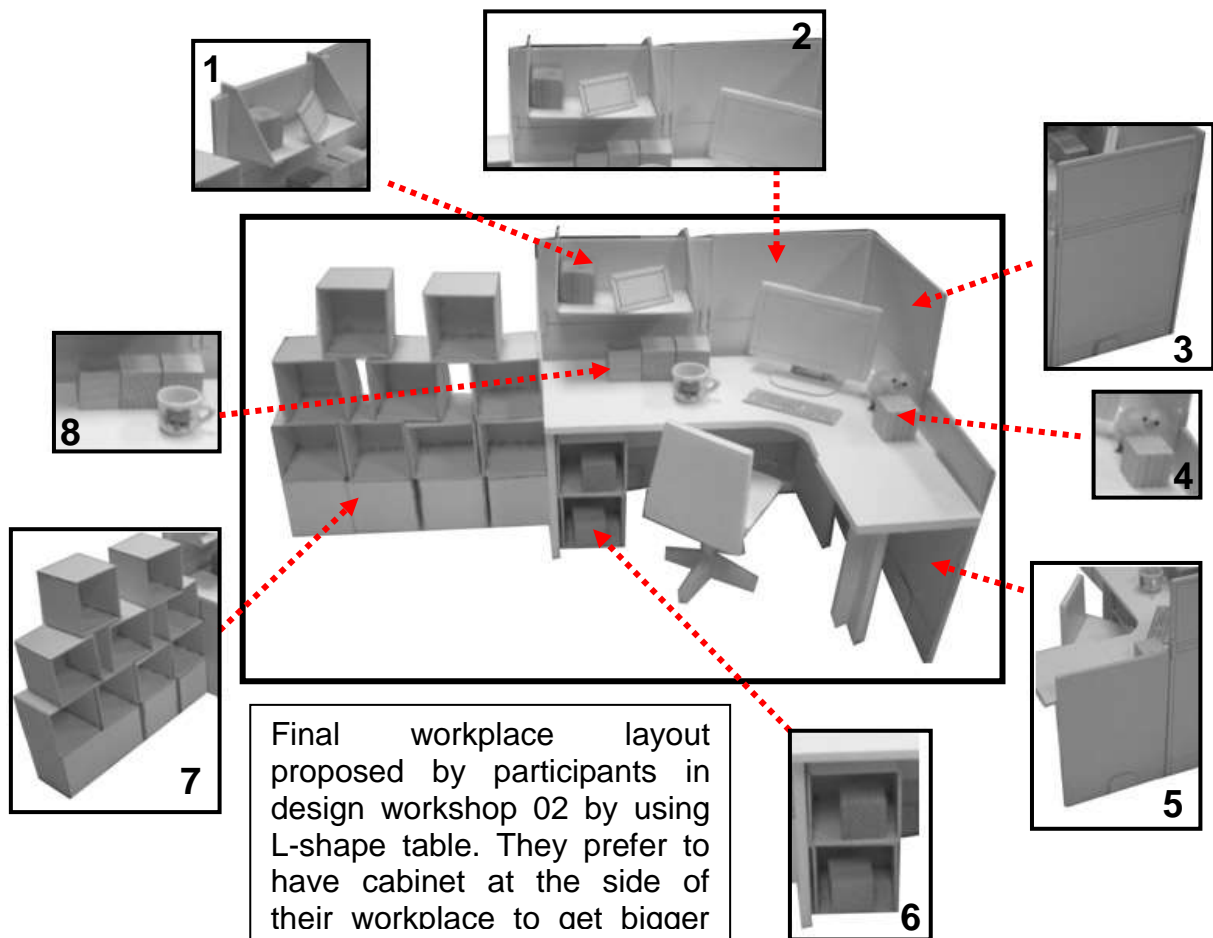 1
2
3
4
5
6
7
8
Final workplace layout
proposed by participants in
design workshop 02 by using
L-shape table. They prefer to
have cabinet at the side of
their workplace to get bigger